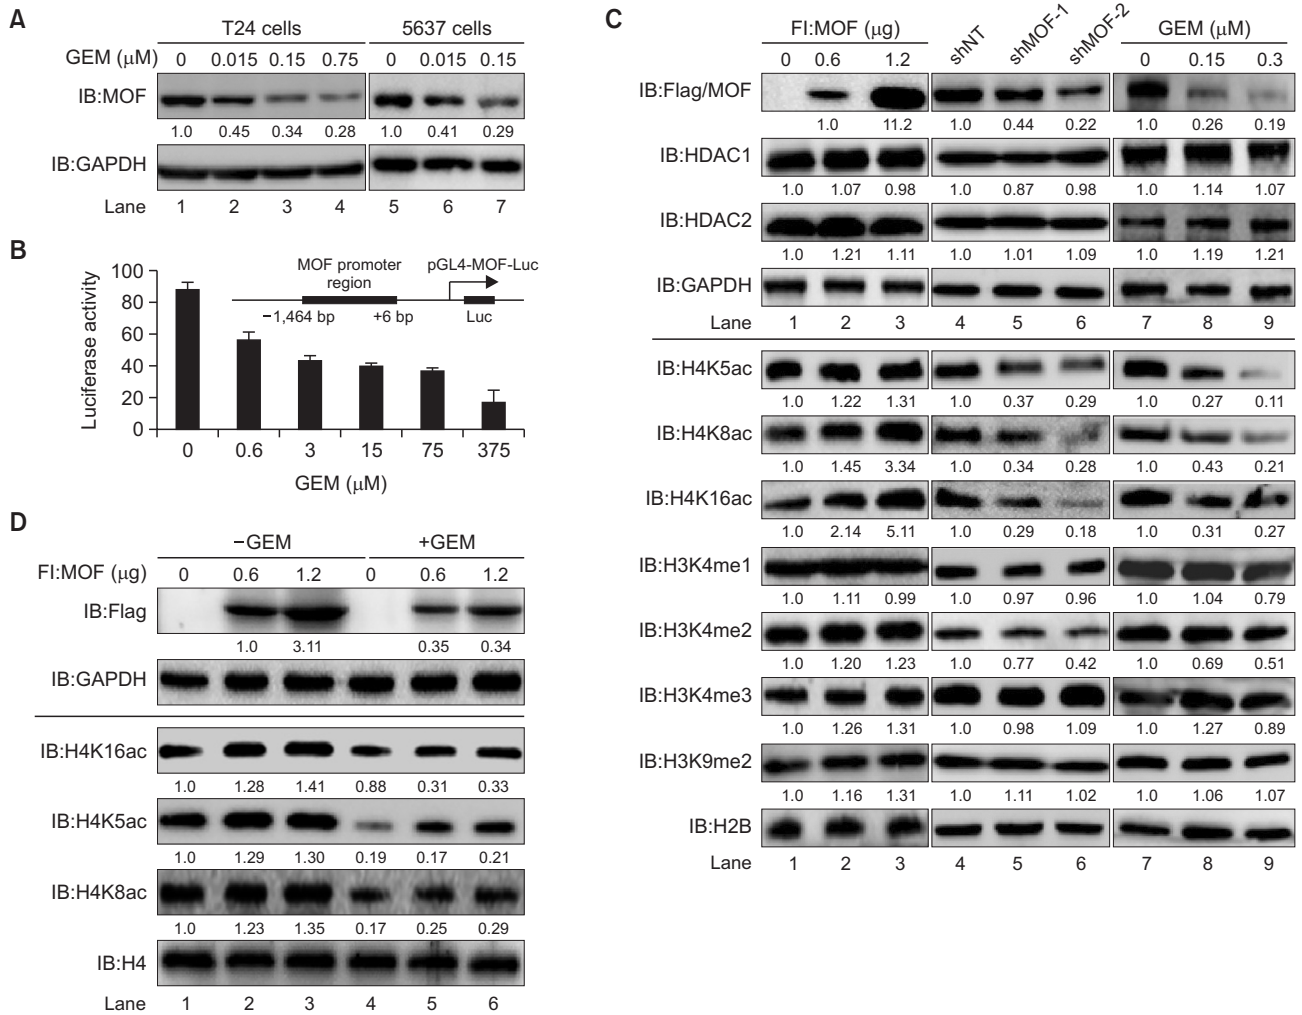 A
T24 cells 5637 cells
GEM (μM) 0 0.015 0.15 0.75 0 0.015 0.15
IB:MOF
1.0 0.45 0.34 0.28 1.0 0.41 0.29
IB:GAPDH
Lane 1 2 3 4 5 6 7
B
Luciferase activity
100
80
60
40
20
0
MOF promoter
region
pGL4-MOF-Luc
−1,464 bp +6 bp Luc
0 0.6 3 15 75 375
GEM (μM)
C
FI:MOF (μg) shNT shMOF-1 shMOF-2 GEM (μM)
0 0.6 1.2 0 0.15 0.3
IB:Flag/MOF
1.0 11.2 1.0 0.44 0.22 1.0 0.26 0.19
IB:HDAC1
1.0 1.07 0.98 1.0 0.87 0.98 1.0 1.14 1.07
IB:HDAC2
1.0 1.21 1.11 1.0 1.01 1.09 1.0 1.19 1.21
IB:GAPDH
Lane 1 2 3 4 5 6 7 8 9
IB:H4K5ac
1.0 1.22 1.31 1.0 0.37 0.29 1.0 0.27 0.11
IB:H4K8ac
1.0 1.45 3.34 1.0 0.34 0.28 1.0 0.43 0.21
IB:H4K16ac
1.0 2.14 5.11 1.0 0.29 0.18 1.0 0.31 0.27
IB:H3K4me1
1.0 1.11 0.99 1.0 0.97 0.96 1.0 1.04 0.79
IB:H3K4me2
1.0 1.20 1.23 1.0 0.77 0.42 1.0 0.69 0.51
IB:H3K4me3
1.0 1.26 1.31 1.0 0.98 1.09 1.0 1.27 0.89
IB:H3K9me2
1.0 1.16 1.31 1.0 1.11 1.02 1.0 1.06 1.07
IB:H2B
Lane 1 2 3 4 5 6 7 8 9
D
−GEM +GEM
FI:MOF (μg) 0 0.6 1.2 0 0.6 1.2
IB:Flag
1.0 3.11 0.35 0.34
IB:GAPDH
IB:H4K16ac
1.0 1.28 1.41 0.88 0.31 0.33
IB:H4K5ac
1.0 1.29 1.30 0.19 0.17 0.21
IB:H4K8ac
1.0 1.23 1.35 0.17 0.25 0.29
IB:H4
Lane 1 2 3 4 5 6